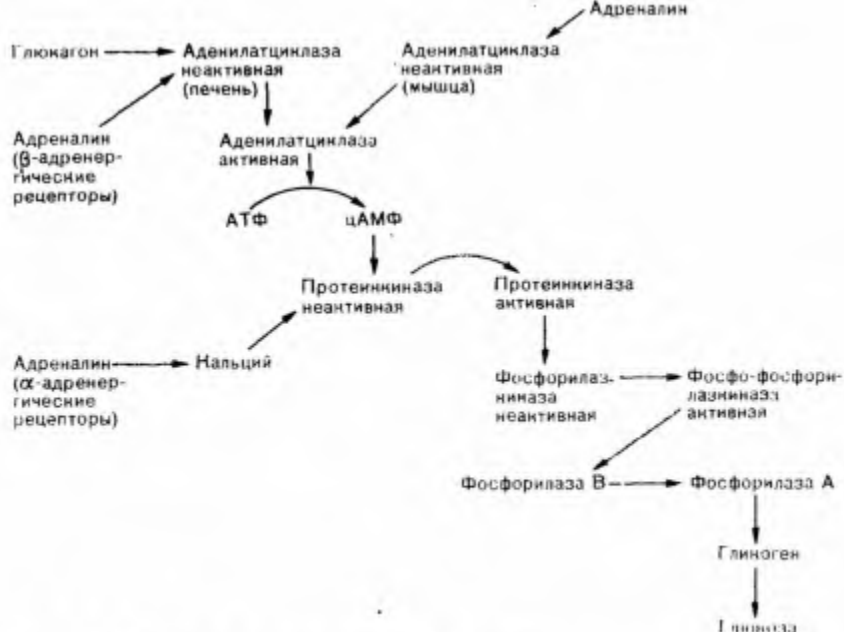 Адреналин
Глюкагон
Аденилатциклаза
неактивная
(печень)
Аденилатциклаза
неактивная
(мышца)
Адреналин
(β-адренер-
гические
рецепторы)
Аденилатциклаза
активная
АТФ
цАМФ
Протеинкиназа
неактивная
Протеинкиназа
активная
Адреналин
(α-адренер-
гические
рецепторы)
Кальций
Фосфорилаз-
киназа
неактивная
Фосфо-фосфори-
лазкиназа
активная
Фосфорилаза В
Фосфорилаза А
Гликоген
Глюкоза